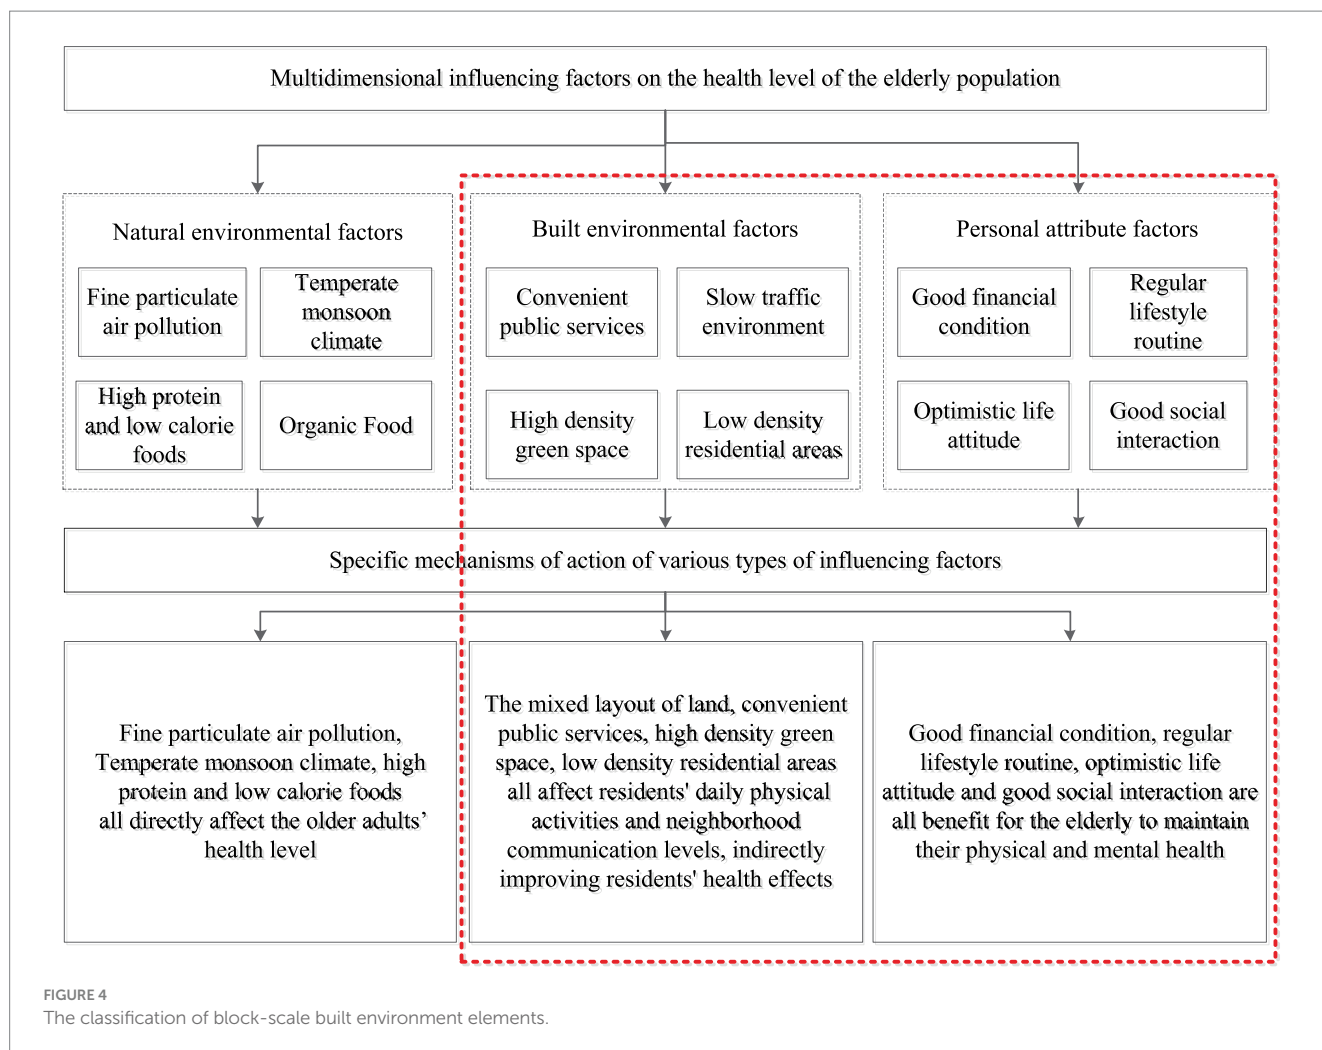 Multidimensional influencing factors on the health level of the elderly population
Natural environmental factors
Fine particulate
air pollution
Temperate
monsoon
climate
High protein
and low calorie
foods
Organic Food
Built environmental factors
Convenient
public services
Slow traffic
environment
High density
green space
Low density
residential areas
Personal attribute factors
Good financial
condition
Regular
lifestyle
routine
Optimistic life
attitude
Good social
interaction
Specific mechanisms of action of various types of influencing factors
Fine particulate air pollution,
Temperate monsoon climate, high
protein and low calorie foods
all directly affect the older adults’
health level
The mixed layout of land, convenient
public services, high density green
space, low density residential areas
all affect residents' daily physical
activities and neighborhood
communication levels, indirectly
improving residents' health effects
Good financial condition, regular
lifestyle routine, optimistic life
attitude and good social interaction are
all benefit for the elderly to maintain
their physical and mental health
FIGURE 4
The classification of block-scale built environment elements.